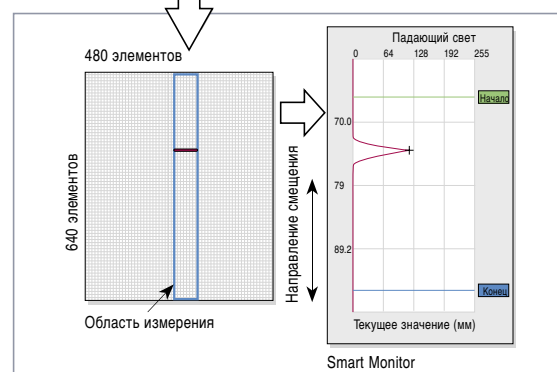 480 элементов
640 элементов
Область измерения
Направление смещения
Падающий свет
0 64 128 192 255
Начало
70.0
79
89.2
Конец
Текущее значение (мм)
Smart Monitor